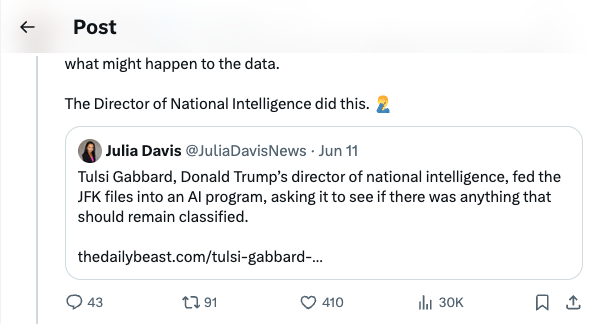 Post
what might happen to the data.
The Director of National Intelligence did this. 🤦‍♂️
Julia Davis @JuliaDavisNews · Jun 11
Tulsi Gabbard, Donald Trump’s director of national intelligence, fed the
JFK files into an AI program, asking it to see if there was anything that
should remain classified.
thedailybeast.com/tulsi-gabbard-...
43 91 410 30K